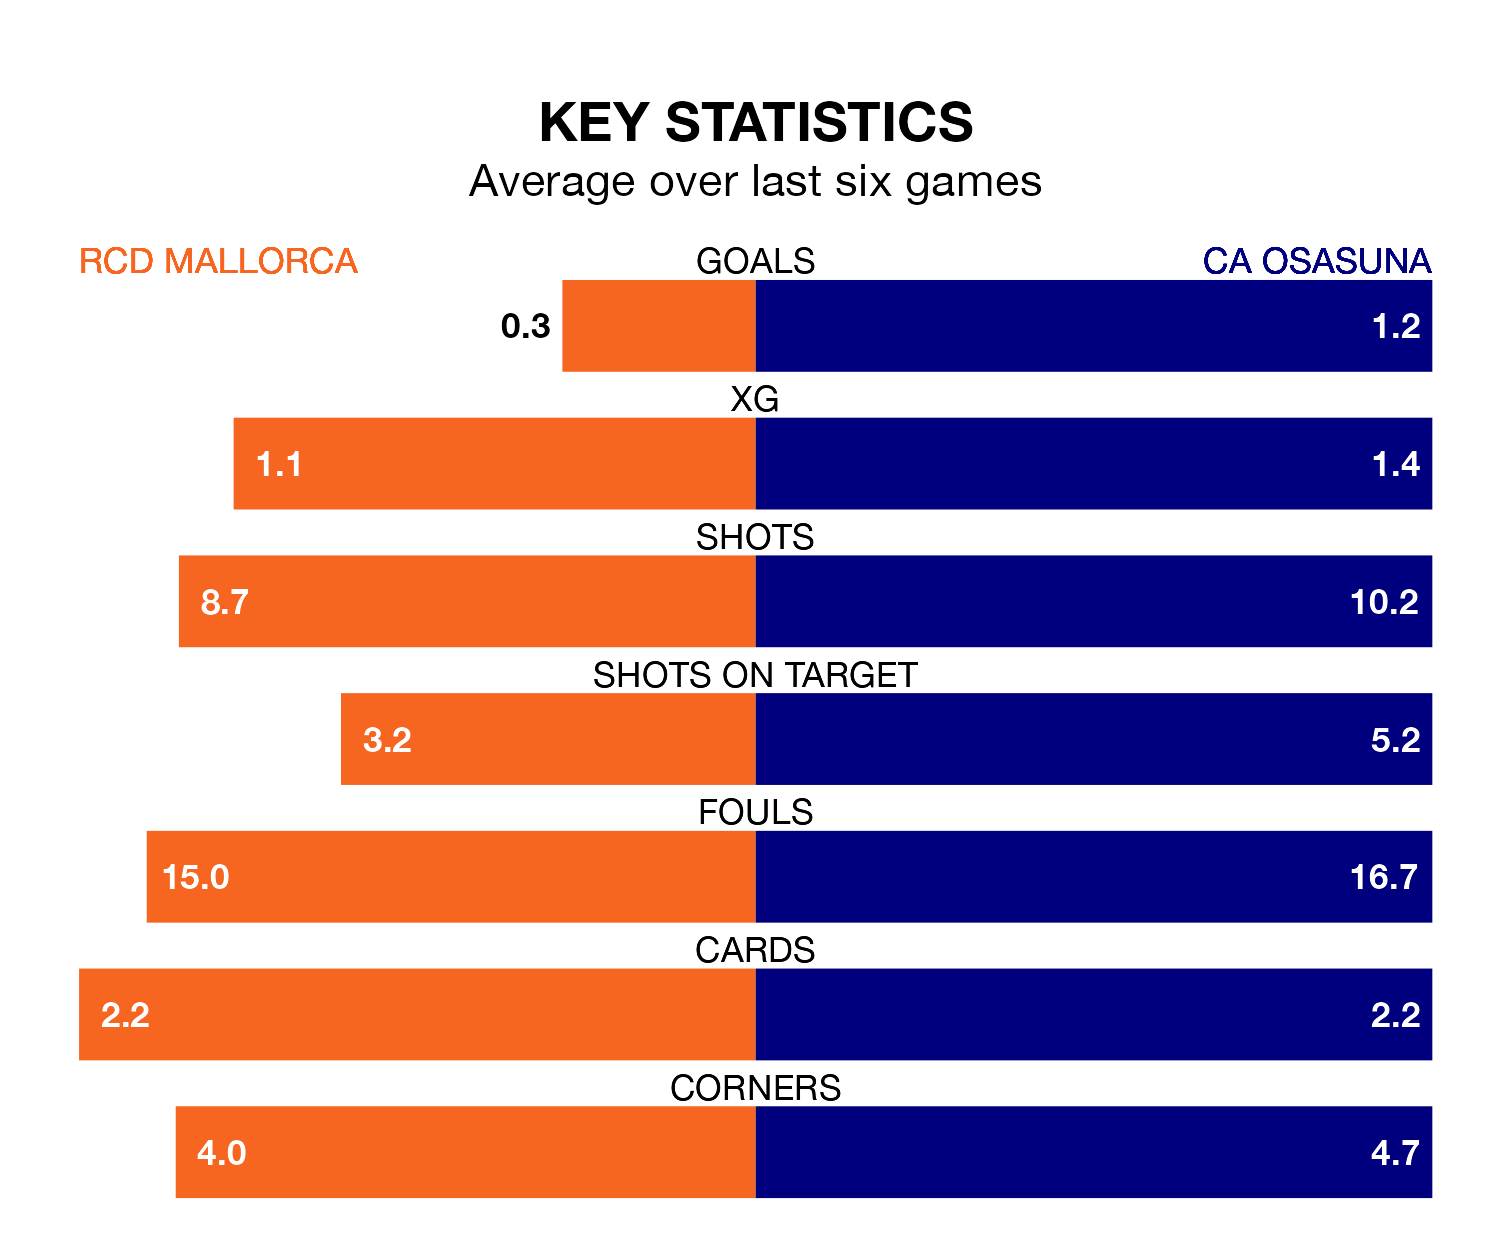 KEY STATISTICS
Average over last six games
RCD MALLORCA GOALS CA OSASUNA
0.3 1.2
XG
1.1 1.4
SHOTS
8.7 10.2
SHOTS ON TARGET
3.2 5.2
FOULS
15.0 16.7
CARDS
2.2 2.2
CORNERS
4.0 4.7